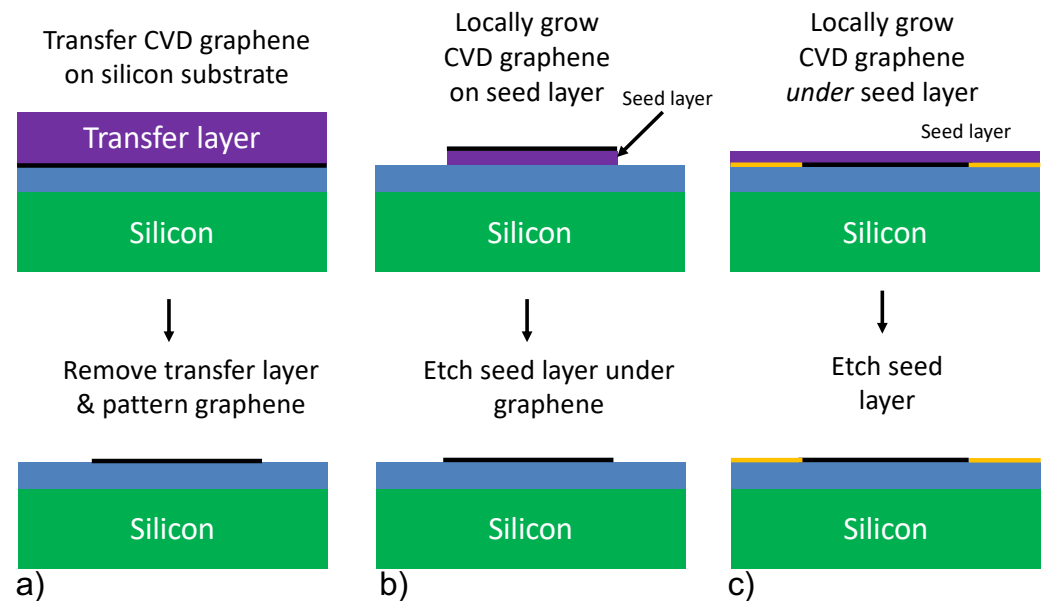 Transfer CVD graphene
on silicon substrate
Transfer layer
Silicon
Remove transfer layer
& pattern graphene
Silicon
a)
Locally grow
CVD graphene
on seed layer
Seed layer
Silicon
Etch seed layer under
graphene
Silicon
b)
Locally grow
CVD graphene
under seed layer
Seed layer
Silicon
Etch seed
layer
Silicon
c)